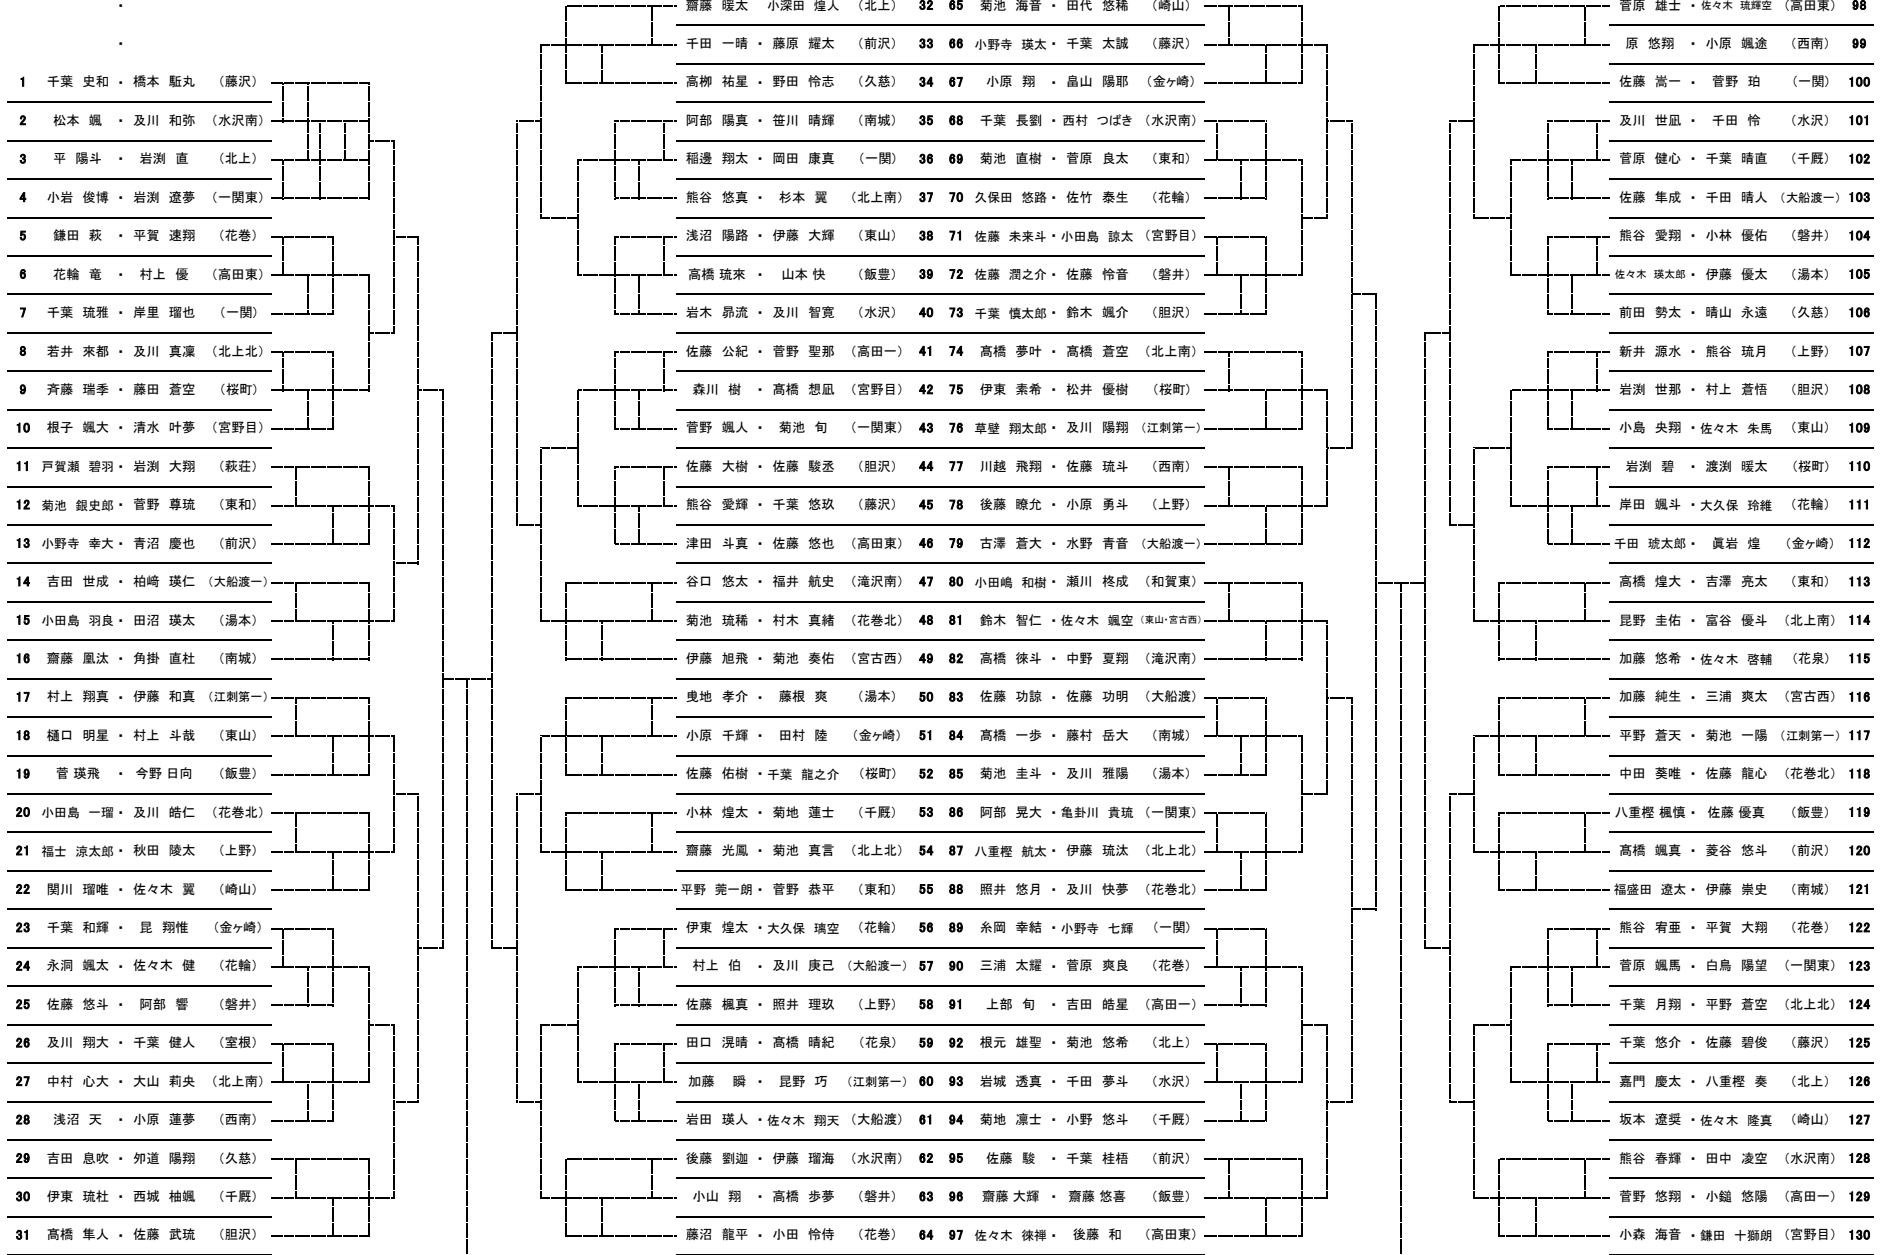 1 千葉 史和 ・ 橋本 駈丸 （藤沢）
2 松本 颯 ・ 及川 和弥 （水沢南）
3 平 陽斗 ・ 岩渕 直 （北上）
4 小岩 俊博 ・ 岩渕 遼夢 （一関東）
5 鎌田 萩 ・ 平賀 速翔 （花巻）
6 花輪 竜 ・ 村上 優 （高田東）
7 千葉 琉雅 ・ 岸里 瑠也 （一関）
8 若井 來都 ・ 及川 真凜 （北上北）
9 斉藤 瑞季 ・ 藤田 蒼空 （桜町）
10 根子 颯大 ・ 清水 叶夢 （宮野目）
11 戸賀瀬 碧羽 ・ 岩渕 大翔 （萩荘）
12 菊池 銀史郎 ・ 菅野 尊琉 （東和）
13 小野寺 幸大 ・ 青沼 慶也 （前沢）
14 吉田 世成 ・ 柏﨑 瑛仁 （大船渡一）
15 小田島 羽良 ・ 田沼 瑛太 （湯本）
16 齋藤 凰汰 ・ 角掛 直杜 （南城）
17 村上 翔真 ・ 伊藤 和真 （江刺第一）
18 樋口 明星 ・ 村上 斗哉 （東山）
19 菅 瑛飛 ・ 今野 日向 （飯豊）
20 小田島 一瑠 ・ 及川 皓仁 （花巻北）
21 福士 涼太郎 ・ 秋田 陵太 （上野）
22 関川 瑠唯 ・ 佐々木 翼 （崎山）
23 千葉 和輝 ・ 昆 翔惟 （金ヶ崎）
24 永洞 颯太 ・ 佐々木 健 （花輪）
25 佐藤 悠斗 ・ 阿部 響 （磐井）
26 及川 翔大 ・ 千葉 健人 （室根）
27 中村 心大 ・ 大山 莉央 （北上南）
28 浅沼 天 ・ 小原 蓮夢 （西南）
29 吉田 息吹 ・ 夘道 陽翔 （久慈）
30 伊東 琉杜 ・ 西城 柚颯 （千厩）
31 髙橋 隼人 ・ 佐藤 武琉 （胆沢）
齋藤 暖太 小深田 煌人 （北上） 32
千田 一晴 ・ 藤原 耀太 （前沢） 33
高栁 祐星 ・ 野田 怜志 （久慈） 34
阿部 陽真 ・ 笹川 晴輝 （南城） 35
稲邊 翔太 ・ 岡田 康真 （一関） 36
熊谷 悠真 ・ 杉本 翼 （北上南） 37
浅沼 陽路 ・ 伊藤 大輝 （東山） 38
高橋 琉來 ・ 山本 快 （飯豊） 39
岩木 昴流 ・ 及川 智寛 （水沢） 40
佐藤 公紀 ・ 菅野 聖那 （高田一） 41
森川 樹 ・ 髙橋 想凪 （宮野目） 42
菅野 颯人 ・ 菊池 旬 （一関東） 43
佐藤 大樹 ・ 佐藤 駿丞 （胆沢） 44
熊谷 愛輝 ・ 千葉 悠玖 （藤沢） 45
津田 斗真 ・ 佐藤 悠也 （高田東） 46
谷口 悠太 ・ 福井 航史 （滝沢南） 47
菊池 琉稀 ・ 村木 真緒 （花巻北） 48
伊藤 旭飛 ・ 菊池 奏佑 （宮古西） 49
曳地 孝介 ・ 藤根 爽 （湯本） 50
小原 千輝 ・ 田村 陸 （金ヶ崎） 51
佐藤 佑樹 ・ 千葉 龍之介 （桜町） 52
小林 煌太 ・ 菊地 蓮士 （千厩） 53
齋藤 光鳳 ・ 菊池 真言 （北上北） 54
平野 莞一朗 ・ 菅野 恭平 （東和） 55
伊東 煌太 ・ 大久保 璃空 （花輪） 56
村上 伯 ・ 及川 庚己 （大船渡一） 57
佐藤 楓真 ・ 照井 理玖 （上野） 58
田口 滉晴 ・ 髙橋 晴紀 （花泉） 59
加藤 瞬 ・ 昆野 巧 （江刺第一） 60
岩田 瑛人 ・ 佐々木 翔天 （大船渡） 61
後藤 劉迦 ・ 伊藤 瑠海 （水沢南） 62
小山 翔 ・ 高橋 歩夢 （磐井） 63
藤沼 龍平 ・ 小田 怜侍 （花巻） 64
65 菊池 海音 ・ 田代 悠稀 （崎山）
66 小野寺 瑛太 ・ 千葉 太誠 （藤沢）
67 小原 翔 ・ 畠山 陽耶 （金ヶ崎）
68 千葉 長劉 ・ 西村 つばき （水沢南）
69 菊池 直樹 ・ 菅原 良太 （東和）
70 久保田 悠路 ・ 佐竹 泰生 （花輪）
71 佐藤 未来斗 ・ 小田島 諒太 （宮野目）
72 佐藤 潤之介 ・ 佐藤 怜音 （磐井）
73 千葉 慎太郎 ・ 鈴木 颯介 （胆沢）
74 髙橋 夢叶 ・ 髙橋 蒼空 （北上南）
75 伊東 素希 ・ 松井 優樹 （桜町）
76 草壁 翔太郎 ・ 及川 陽翔 （江刺第一）
77 川越 飛翔 ・ 佐藤 琉斗 （西南）
78 後藤 瞭允 ・ 小原 勇斗 （上野）
79 古澤 蒼大 ・ 水野 青音 （大船渡一）
80 小田嶋 和樹 ・ 瀬川 柊成 （和賀東）
81 鈴木 智仁 ・ 佐々木 颯空 （東山・宮古西）
82 高橋 徠斗 ・ 中野 夏翔 （滝沢南）
83 佐藤 功諒 ・ 佐藤 功明 （大船渡）
84 髙橋 一歩 ・ 藤村 岳大 （南城）
85 菊池 圭斗 ・ 及川 雅陽 （湯本）
86 阿部 晃大 ・ 亀卦川 貴琉 （一関東）
87 八重樫 航太 ・ 伊藤 琉汰 （北上北）
88 照井 悠月 ・ 及川 快夢 （花巻北）
89 糸岡 幸結 ・ 小野寺 七輝 （一関）
90 三浦 太耀 ・ 菅原 爽良 （花巻）
91 上部 旬 ・ 吉田 皓星 （高田一）
92 根元 雄聖 ・ 菊池 悠希 （北上）
93 岩城 透真 ・ 千田 夢斗 （水沢）
94 菊地 凛士 ・ 小野 悠斗 （千厩）
95 佐藤 駿 ・ 千葉 桂梧 （前沢）
96 齋藤 大輝 ・ 齋藤 悠喜 （飯豊）
97 佐々木 徠禅 ・ 後藤 和 （高田東）
菅原 雄士 ・ 佐々木 琉輝空 （高田東） 98
原 悠翔 ・ 小原 颯途 （西南） 99
佐藤 嵩一 ・ 菅野 珀 （一関） 100
及川 世凪 ・ 千田 怜 （水沢） 101
菅原 健心 ・ 千葉 晴直 （千厩） 102
佐藤 隼成 ・ 千田 晴人 （大船渡一） 103
熊谷 愛翔 ・ 小林 優佑 （磐井） 104
佐々木 瑛太郎 ・ 伊藤 優太 （湯本） 105
前田 勢太 ・ 晴山 永遠 （久慈） 106
新井 源水 ・ 熊谷 琉月 （上野） 107
岩渕 世那 ・ 村上 蒼悟 （胆沢） 108
小島 央翔 ・ 佐々木 朱馬 （東山） 109
岩渕 碧 ・ 渡渕 暖太 （桜町） 110
岸田 颯斗 ・ 大久保 玲維 （花輪） 111
千田 琥太郎 ・ 眞岩 煌 （金ヶ崎） 112
高橋 煌大 ・ 吉澤 亮太 （東和） 113
昆野 圭佑 ・ 富谷 優斗 （北上南） 114
加藤 悠希 ・ 佐々木 啓輔 （花泉） 115
加藤 純生 ・ 三浦 爽太 （宮古西） 116
平野 蒼天 ・ 菊池 一陽 （江刺第一） 117
中田 葵唯 ・ 佐藤 龍心 （花巻北） 118
八重樫 楓慎 ・ 佐藤 優真 （飯豊） 119
髙橋 颯真 ・ 菱谷 悠斗 （前沢） 120
福盛田 遼太 ・ 伊藤 崇史 （南城） 121
熊谷 宥亜 ・ 平賀 大翔 （花巻） 122
菅原 颯馬 ・ 白鳥 陽望 （一関東） 123
千葉 月翔 ・ 平野 蒼空 （北上北） 124
千葉 悠介 ・ 佐藤 碧俊 （藤沢） 125
嘉門 慶太 ・ 八重樫 奏 （北上） 126
坂本 遼奨 ・ 佐々木 隆真 （崎山） 127
熊谷 春輝 ・ 田中 凌空 （水沢南） 128
菅野 悠翔 ・ 小鎚 悠陽 （高田一） 129
小森 海音 ・ 鎌田 十獅朗 （宮野目） 130